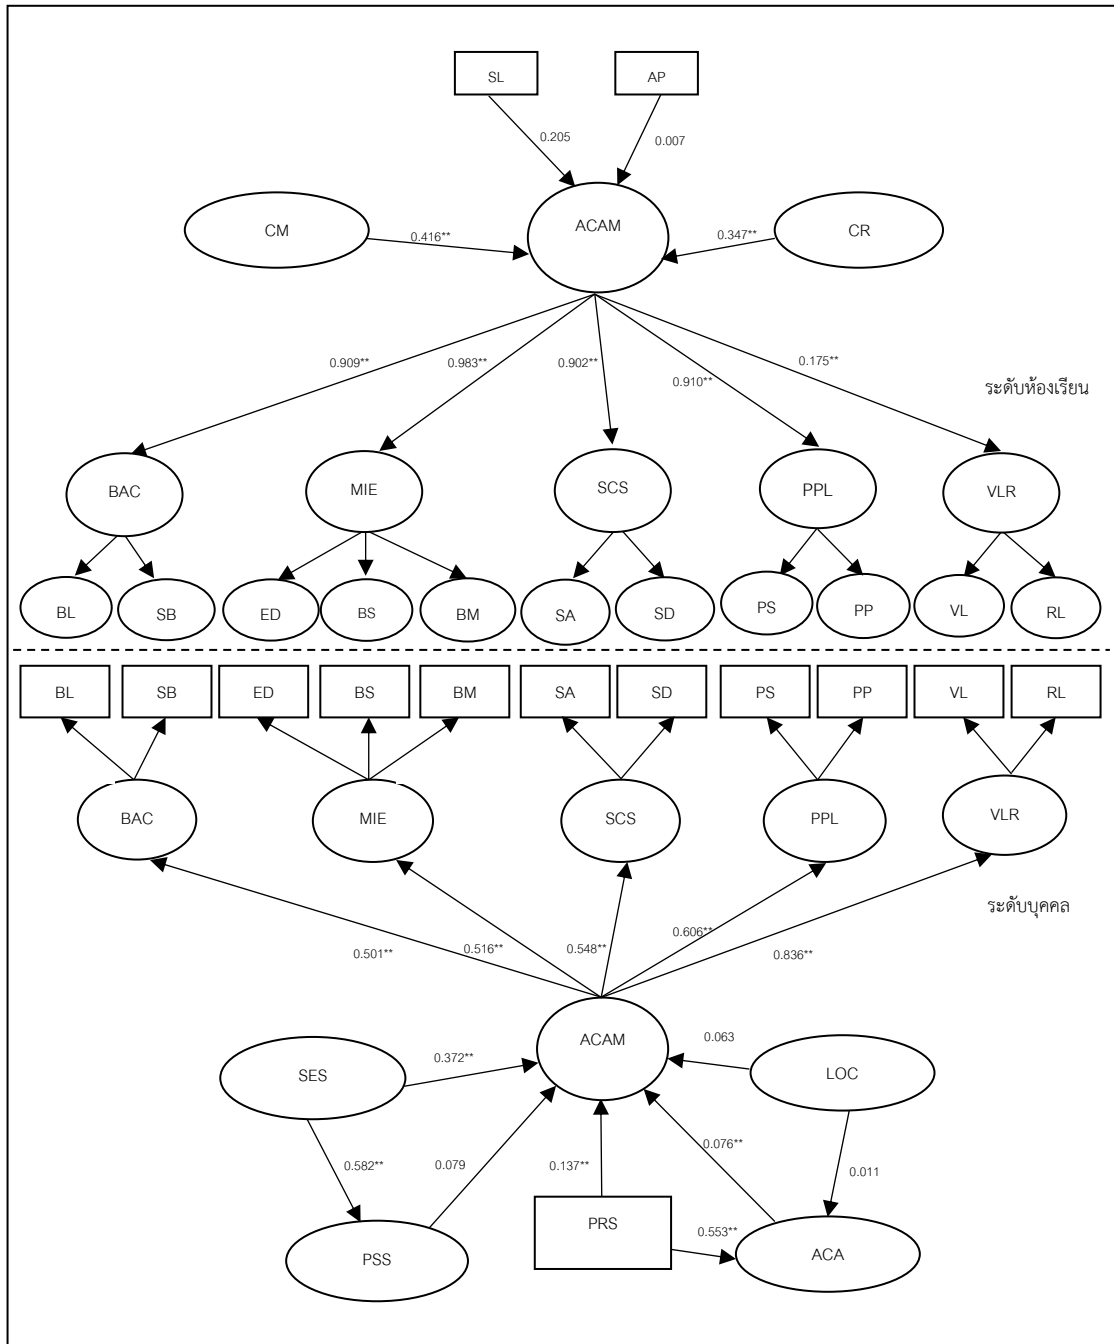 SL AP
0.205 0.007
CM ACAM CR
0.416** 0.347**
0.909** 0.983** 0.902** 0.910** 0.175**
ระดับห้องเรียน
BAC MIE SCS PPL VLR
BL SB ED BS BM SA SD PS PP VL RL
BL SB ED BS BM SA SD PS PP VL RL
BAC MIE SCS PPL VLR
ระดับบุคคล
0.501** 0.516** 0.548** 0.606** 0.836**
ACAM
0.063
SES 0.372** LOC
0.582** 0.079 0.137** 0.076** 0.011
PRS
0.553**
PSS ACA